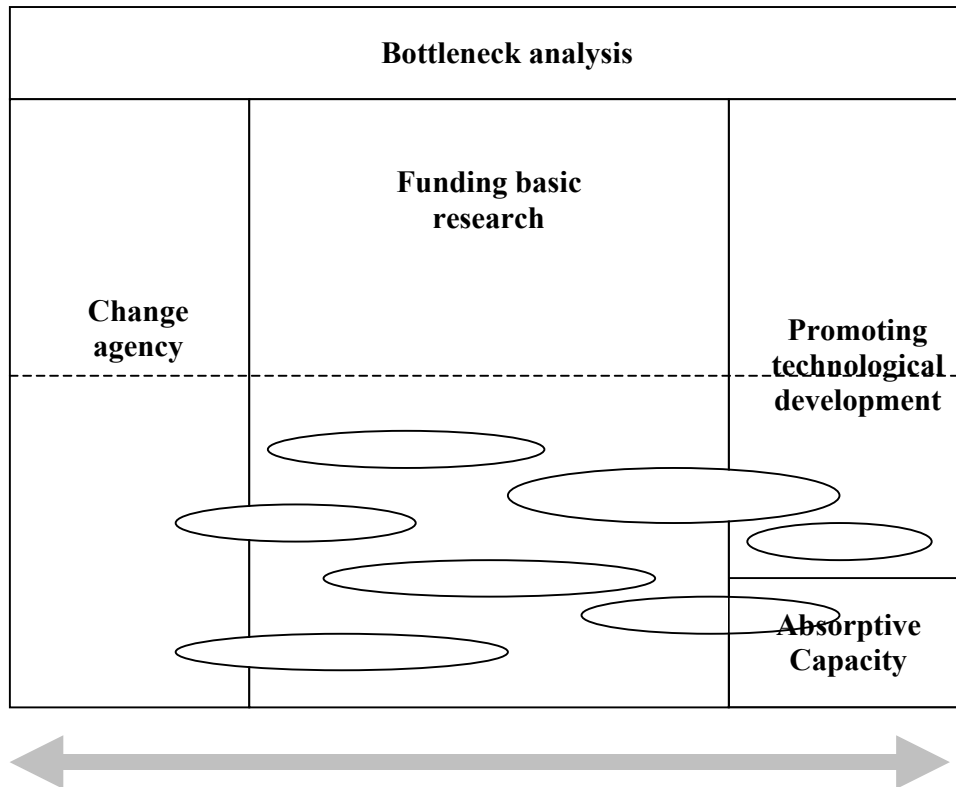 Bottleneck analysis
Funding basic
research
Change
agency
Promoting
technological
development
Absorptive
Capacity